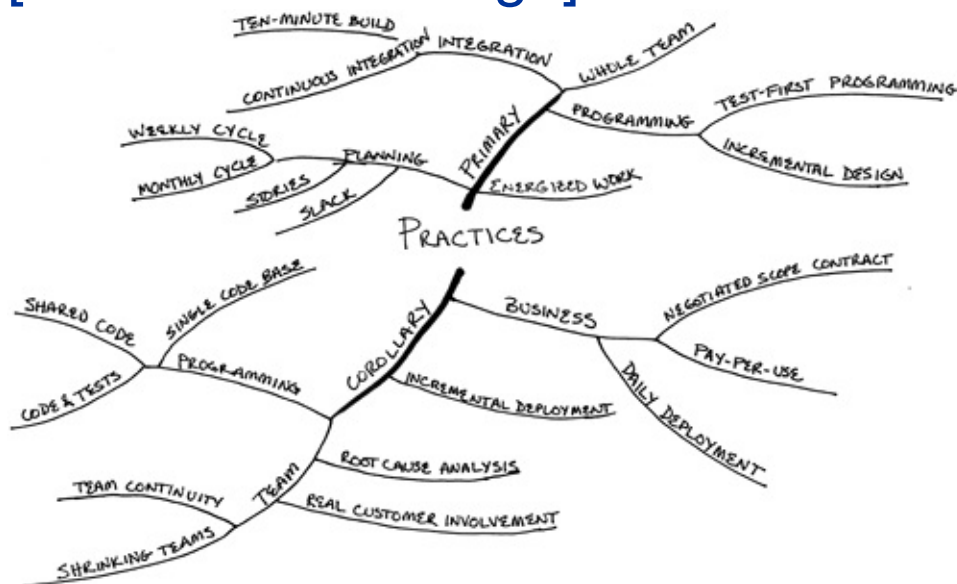 TEN-MINUTE BUILD
INTEGRATION
WHOLE TEAM
CONTINUOUS INTEGRATION
PRIMARY
PROGRAMMING
TEST-FIRST PROGRAMMING
INCREMENTAL DESIGN
WEEKLY CYCLE
MONTHLY CYCLE
PLANNING
STORIES
SLACK
ENERGIZED WORK
PRACTICES
SHARED CODE
SINGLE CODE BASE
CODE & TESTS
PROGRAMMING
COROLLARY
BUSINESS
NEGOTIATED SCOPE CONTRACT
PAY-PER-USE
DAILY DEPLOYMENT
INCREMENTAL DEPLOYMENT
TEAM
ROOT CAUSE ANALYSIS
REAL CUSTOMER INVOLVEMENT
TEAM CONTINUITY
SHRINKING TEAMS